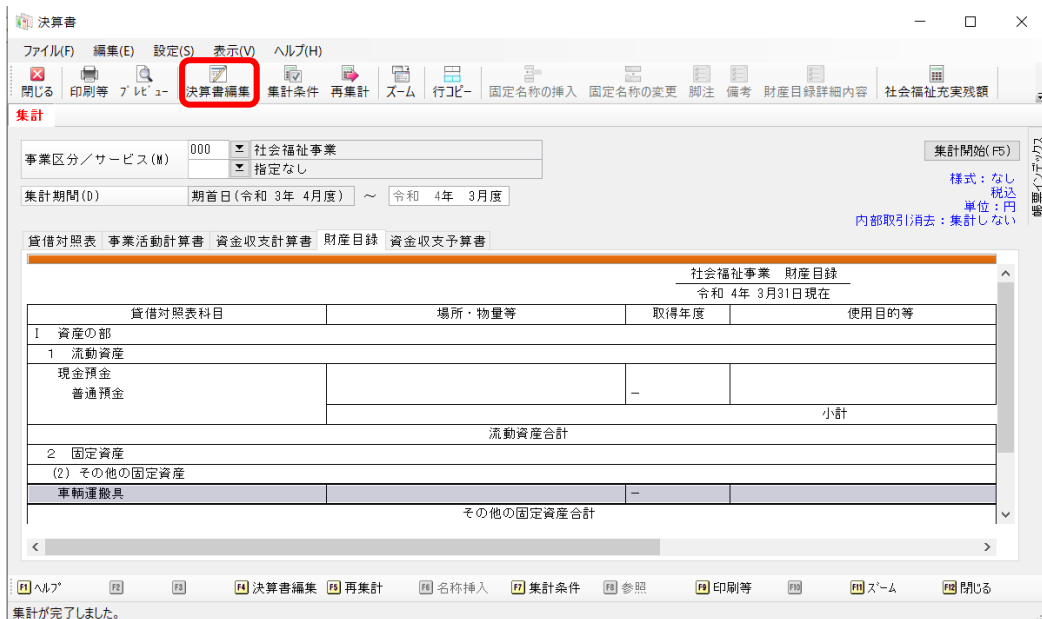 決算書
ファイル(F) 編集(E) 設定(S) 表示(V) ヘルプ(H)
閉じる 印刷等 プレビュー 決算書編集 集計条件 再集計 ズーム 行コピー 固定名称の挿入 固定名称の変更 脚注 備考 財産目録詳細内容 社会福祉充実残額
集計
事業区分/サービス(M) 000 社会福祉事業
指定なし
集計開始(F5)
集計期間(D) 期首日(令和 3年 4月度) ~ 令和 4年 3月度
様式:なし
税込
単位:円
内部取引消去:集計しない
帳票インデックス
貸借対照表 事業活動計算書 資金収支計算書 財産目録 資金収支予算書
社会福祉事業 財産目録
令和 4年 3月31日現在
貸借対照表科目 場所・物量等 取得年度 使用目的等
Ⅰ 資産の部
1 流動資産
現金預金
普通預金 −
小計
流動資産合計
2 固定資産
(2) その他の固定資産
車輌運搬具 −
その他の固定資産合計
F1 ヘルプ F2 F3 F4 決算書編集 F5 再集計 F6 名称挿入 F7 集計条件 F8 参照 F9 印刷等 F10 F11 ズーム F12 閉じる
集計が完了しました。